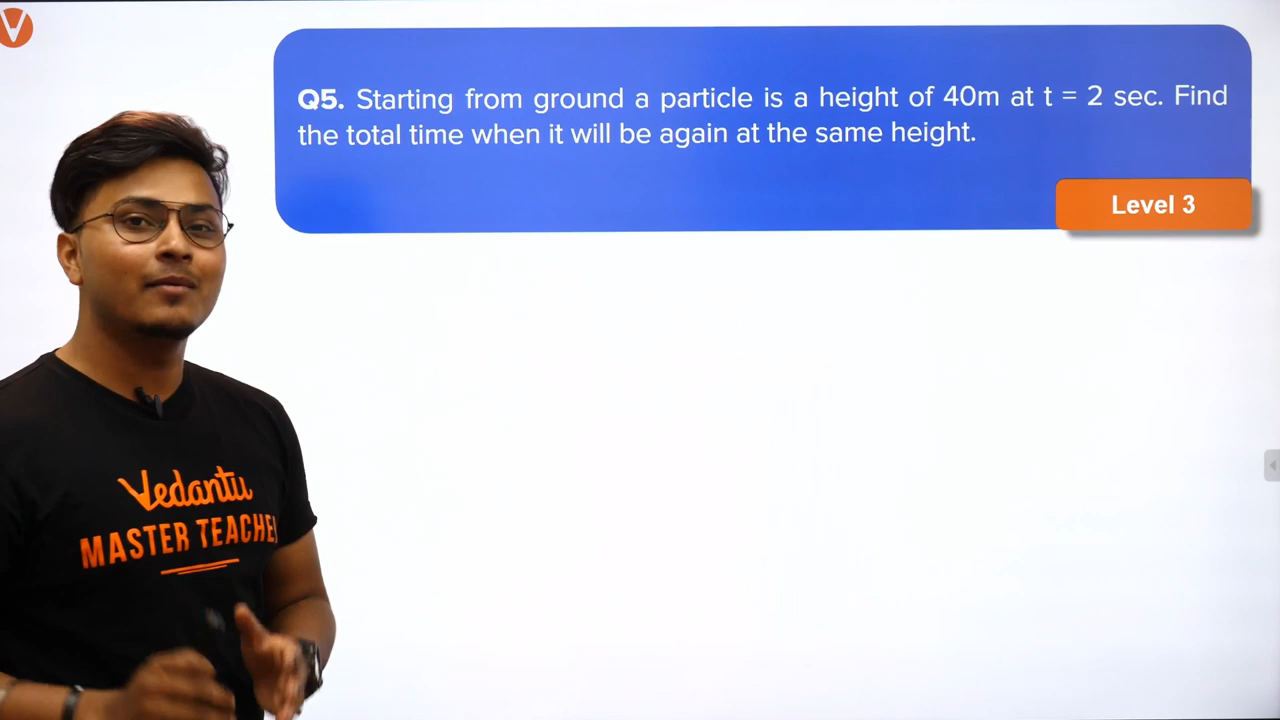 Q5. Starting from ground a particle is a height of 40m at t = 2 sec. Find
the total time when it will be again at the same height.
Level 3
Vedantu
MASTER TEACHE